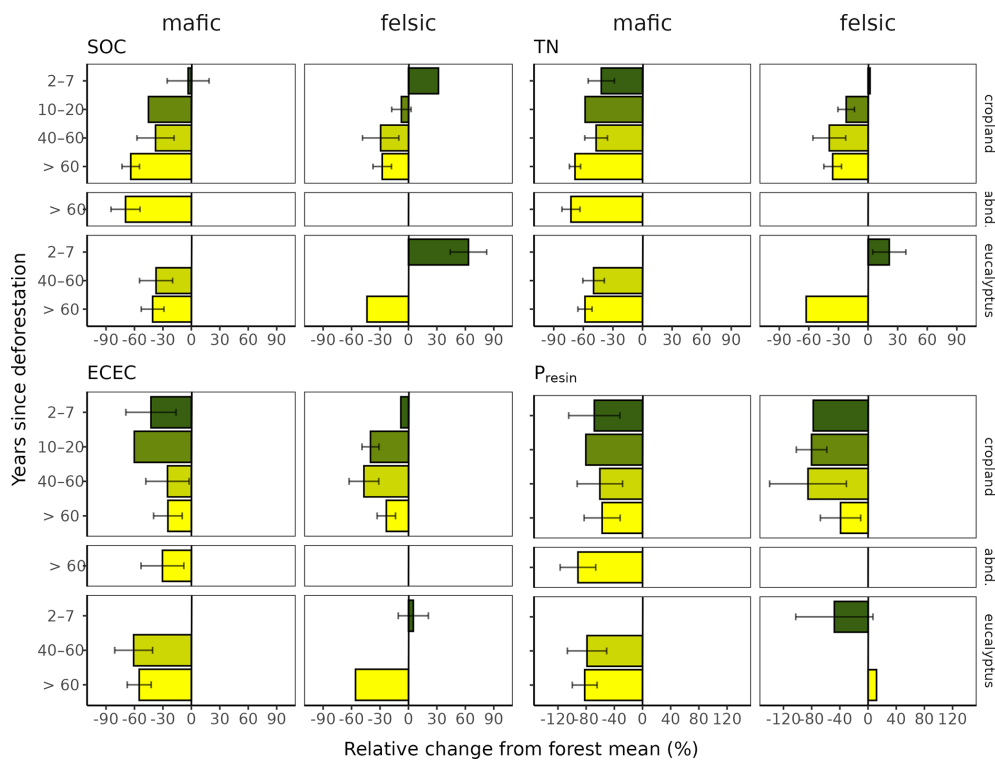 mafic felsic mafic felsic
SOC TN
2–7
10–20
40–60
> 60
cropland
> 60
abnd.
2–7
40–60
> 60
eucalyptus
-90 -60 -30 0 30 60 90 -90 -60 -30 0 30 60 90 -90 -60 -30 0 30 60 90 -90 -60 -30 0 30 60 90
Years since deforestation
ECEC Presin
2–7
10–20
40–60
> 60
cropland
> 60
abnd.
2–7
40–60
> 60
eucalyptus
-90 -60 -30 0 30 60 90 -90 -60 -30 0 30 60 90 -120 -80 -40 0 40 80 120 -120 -80 -40 0 40 80 120
Relative change from forest mean (%)